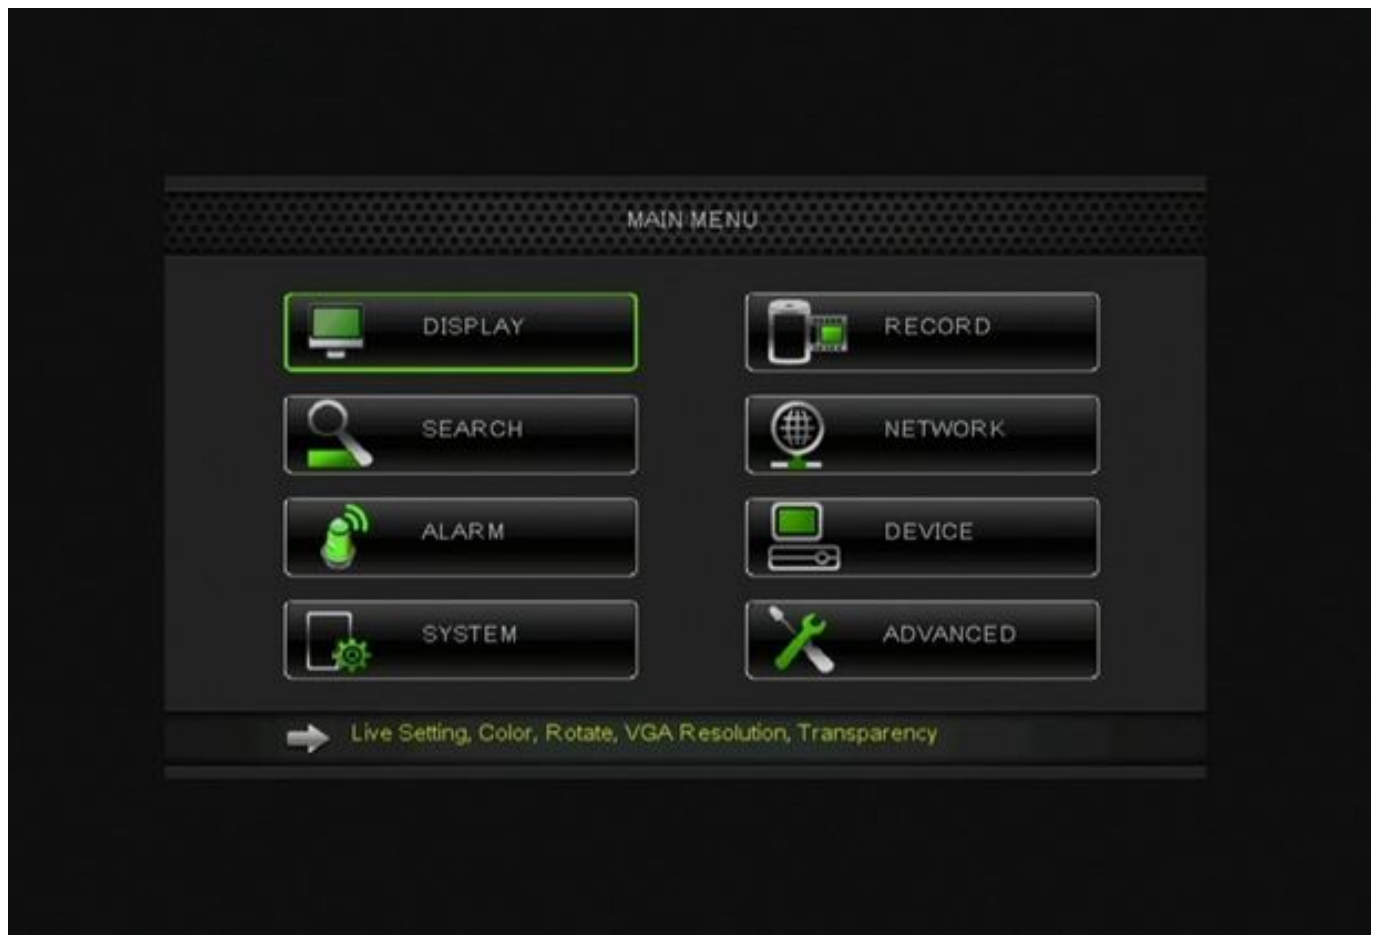 MAIN MENU
DISPLAY
RECORD
SEARCH
NETWORK
ALARM
DEVICE
SYSTEM
ADVANCED
Live Setting, Color, Rotate, VGA Resolution, Transparency